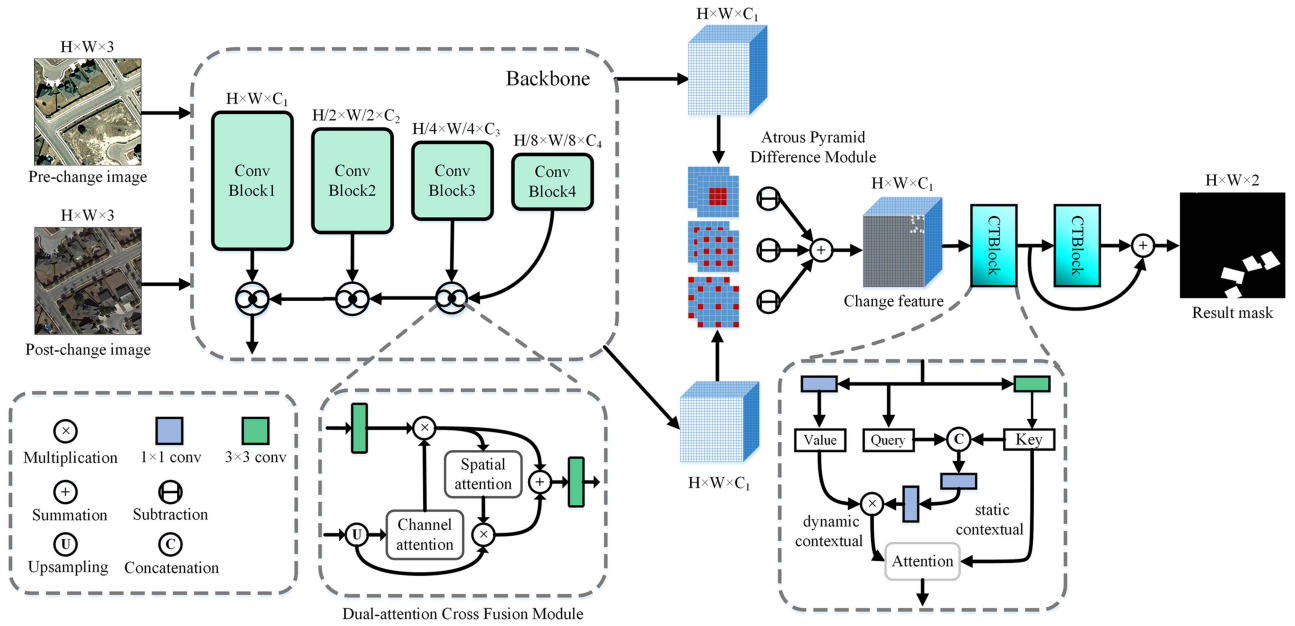 H×W×3
Pre-change image
H×W×3
Post-change image
Backbone
H×W×C₁
Conv
Block1
H/2×W/2×C₂
Conv
Block2
H/4×W/4×C₃
Conv
Block3
H/8×W/8×C₄
Conv
Block4
H×W×C₁
Atrous Pyramid
Difference Module
+
H×W×C₁
Change feature
CTBlock
CTBlock
+
H×W×2
Result mask
H×W×C₁
×
Multiplication
1×1 conv
3×3 conv
+
Summation
Subtraction
U
Upsampling
C
Concatenation
×
Spatial
attention
+
U
Channel
attention
×
Dual-attention Cross Fusion Module
Value
Query
C
Key
×
dynamic
contextual
static
contextual
Attention